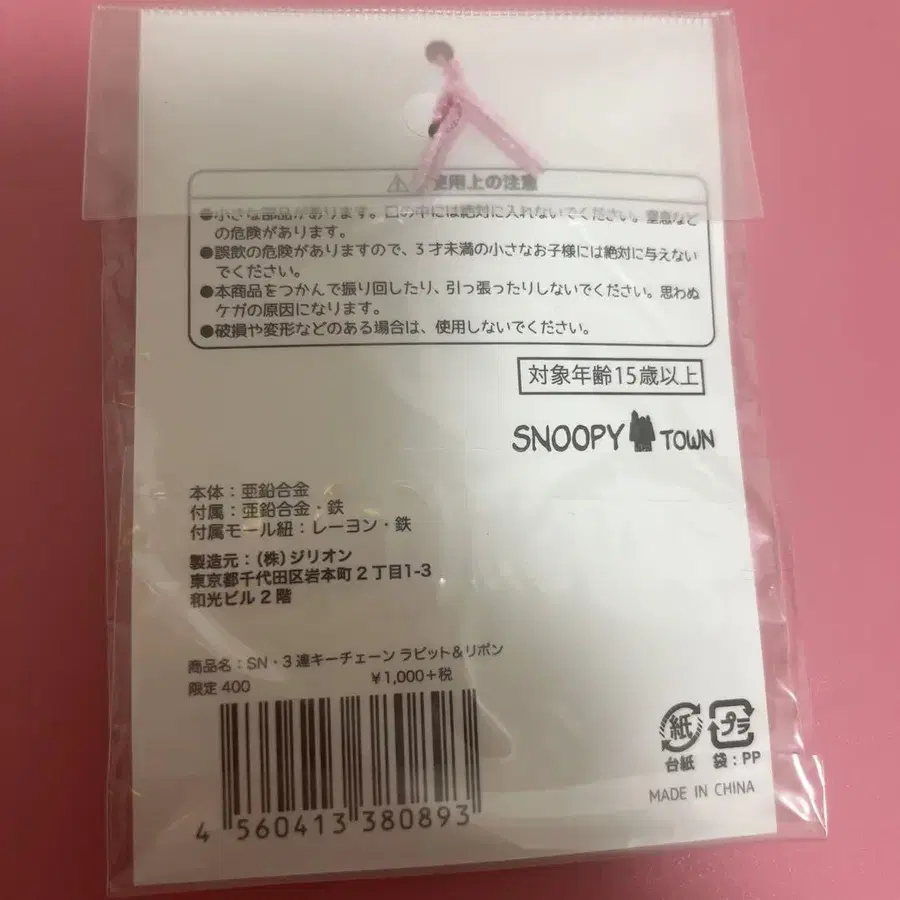 使用上の注意
●小さな部品があります。口の中には絶対に入れないでください。窒息など
の危険があります。
●誤飲の危険がありますので、3才未満の小さなお子様には絶対に与えない
でください。
●本商品をつかんで振り回したり、引っ張ったりしないでください。思わぬ
ケガの原因になります。
●破損や変形などのある場合は、使用しないでください。
対象年齢15歳以上
SNOOPY TOWN
本体：亜鉛合金
付属：亜鉛合金・鉄
付属モール紐：レーヨン・鉄
製造元：(株)ジリオン
東京都千代田区岩本町2丁目1-3
和光ビル2階
商品名：SN・3連キーチェーン ラビット&リボン
限定400 ¥1,000+税
4 560413 380893
紙 プラ
台紙 袋：PP
MADE IN CHINA